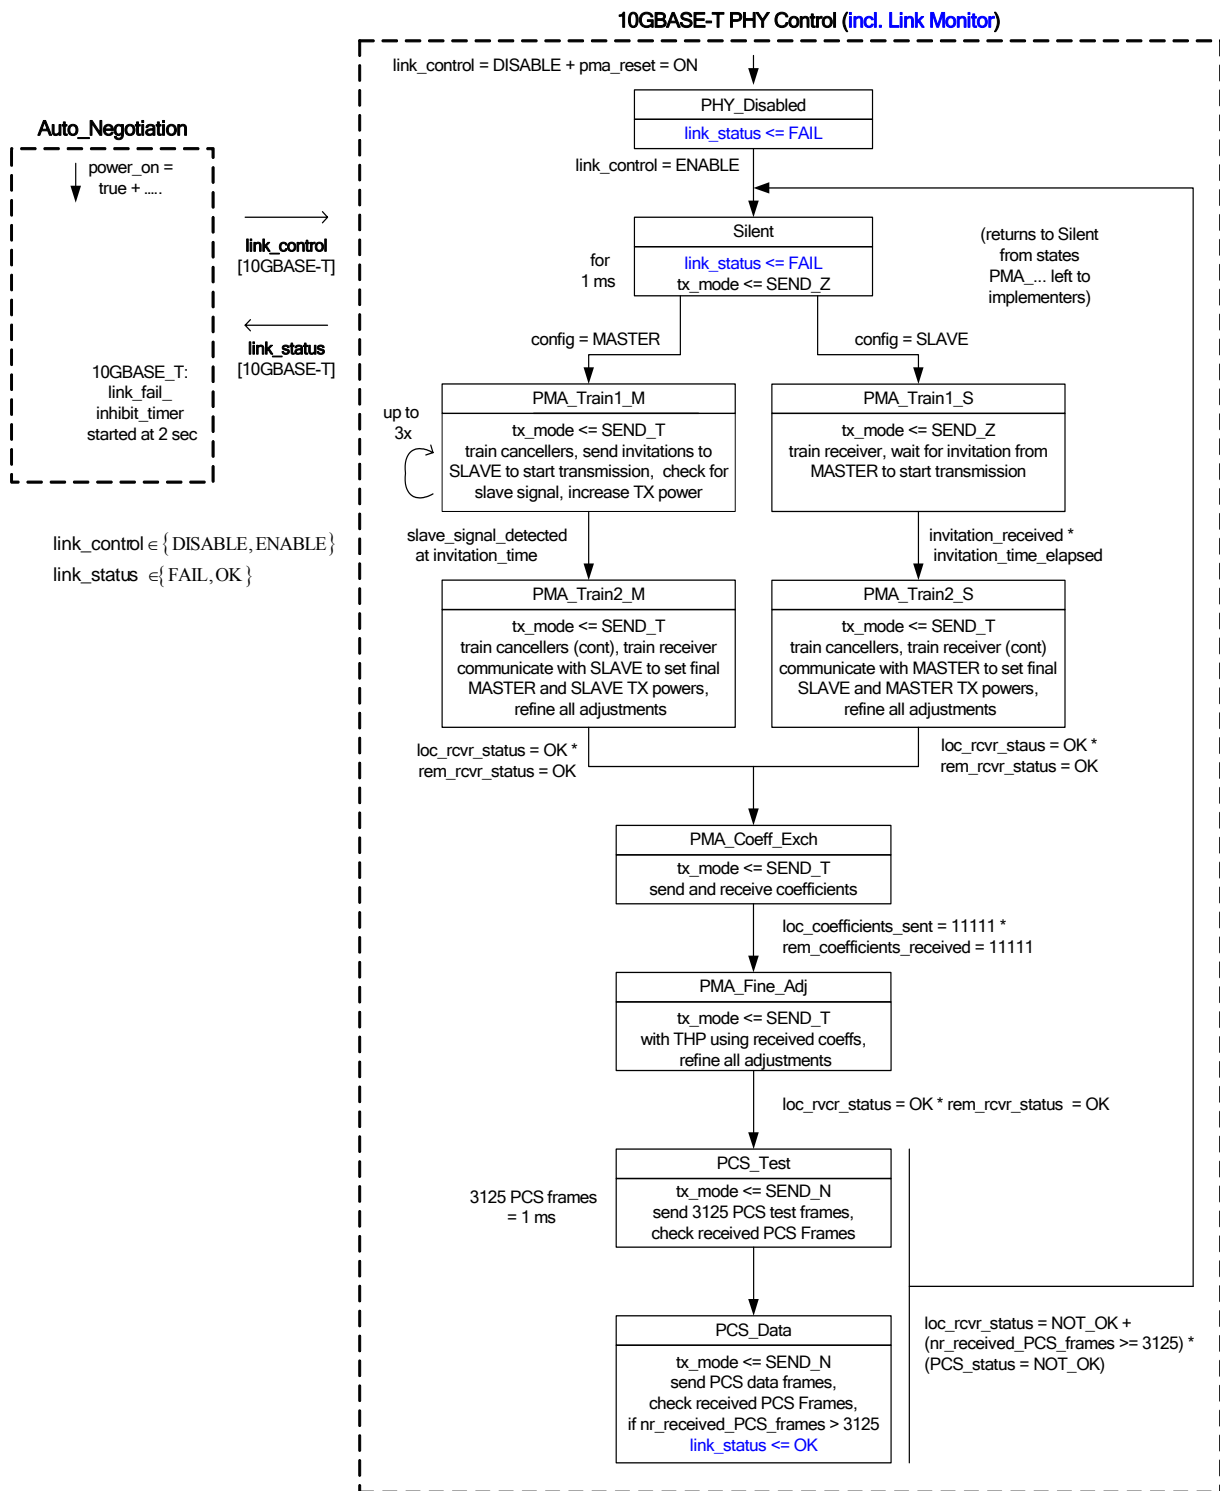 10GBASE-T PHY Control (incl. Link Monitor)
link_control = DISABLE + pma_reset = ON
PHY_Disabled
link_status <= FAIL
link_control = ENABLE
Auto_Negotiation
power_on =
true + .....
10GBASE_T:
link_fail_
inhibit_timer
started at 2 sec
link_control
[10GBASE-T]
link_status
[10GBASE-T]
link_control ∈ {DISABLE, ENABLE}
link_status ∈ {FAIL, OK}
Silent
for
1 ms
link_status <= FAIL
tx_mode <= SEND_Z
(returns to Silent
from states
PMA_... left to
implementers)
config = MASTER
config = SLAVE
up to
3x
PMA_Train1_M
tx_mode <= SEND_T
train cancellers, send invitations to
SLAVE to start transmission, check for
slave signal, increase TX power
PMA_Train1_S
tx_mode <= SEND_Z
train receiver, wait for invitation from
MASTER to start transmission
slave_signal_detected
at invitation_time
invitation_received *
invitation_time_elapsed
PMA_Train2_M
tx_mode <= SEND_T
train cancellers (cont), train receiver
communicate with SLAVE to set final
MASTER and SLAVE TX powers,
refine all adjustments
PMA_Train2_S
tx_mode <= SEND_T
train cancellers, train receiver (cont)
communicate with MASTER to set final
SLAVE and MASTER TX powers,
refine all adjustments
loc_rcvr_status = OK *
rem_rcvr_status = OK
loc_rcvr_staus = OK *
rem_rcvr_status = OK
PMA_Coeff_Exch
tx_mode <= SEND_T
send and receive coefficients
loc_coefficients_sent = 11111 *
rem_coefficients_received = 11111
PMA_Fine_Adj
tx_mode <= SEND_T
with THP using received coeffs,
refine all adjustments
loc_rvcr_status = OK * rem_rcvr_status = OK
3125 PCS frames
= 1 ms
PCS_Test
tx_mode <= SEND_N
send 3125 PCS test frames,
check received PCS Frames
PCS_Data
tx_mode <= SEND_N
send PCS data frames,
check received PCS Frames,
if nr_received_PCS_frames > 3125
link_status <= OK
loc_rcvr_status = NOT_OK +
(nr_received_PCS_frames >= 3125) *
(PCS_status = NOT_OK)